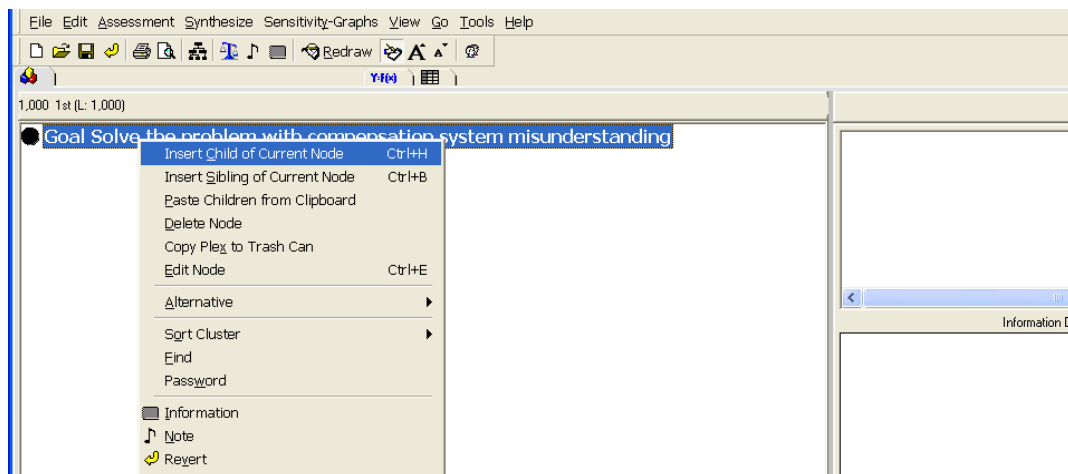 File Edit Assessment Synthesize Sensitivity-Graphs View Go Tools Help
Redraw A A
Y=F(x)
1,000 1st (L: 1,000)
Goal Solve the problem with compensation system misunderstanding
Insert Child of Current Node Ctrl+H
Insert Sibling of Current Node Ctrl+B
Paste Children from Clipboard
Delete Node
Copy Plex to Trash Can
Edit Node Ctrl+E
Alternative
Information D
Sort Cluster
Find
Password
Information
Note
Revert